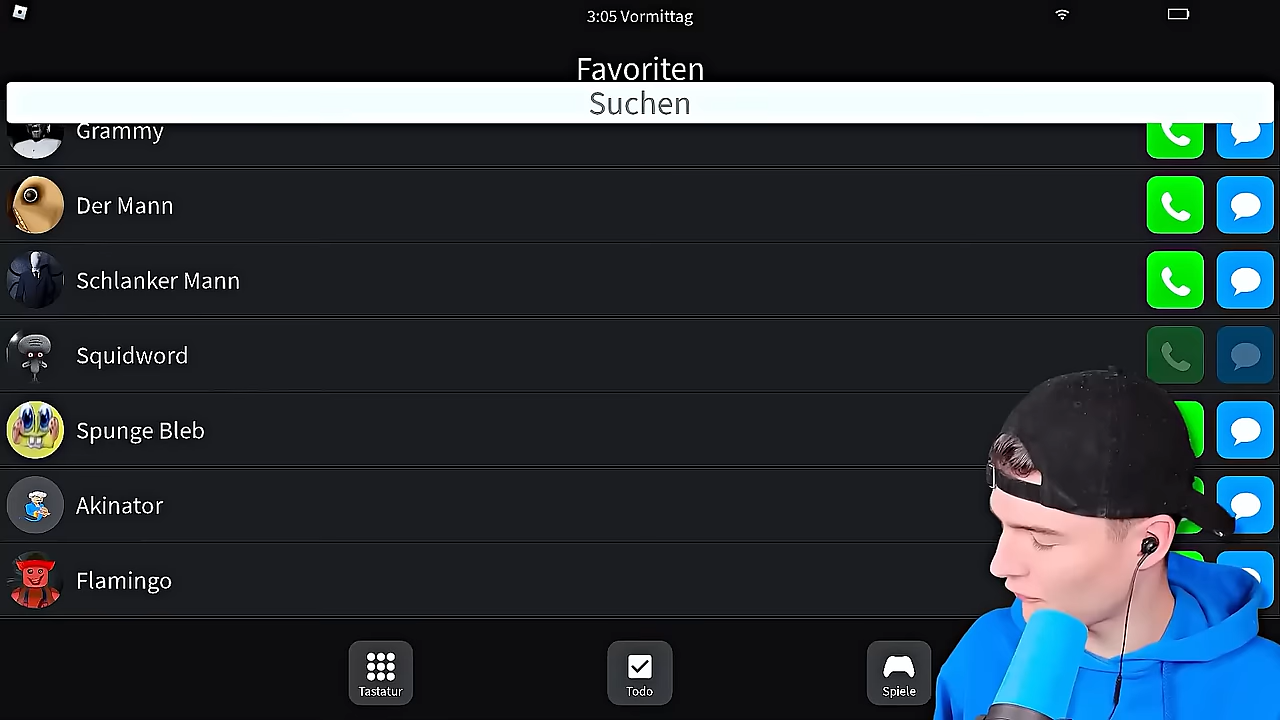 3:05 Vormittag
Favoriten
Suchen
Grammy
Der Mann
Schlanker Mann
Squidword
Spunge Bleb
Akinator
Flamingo
Tastatur
Todo
Spiele